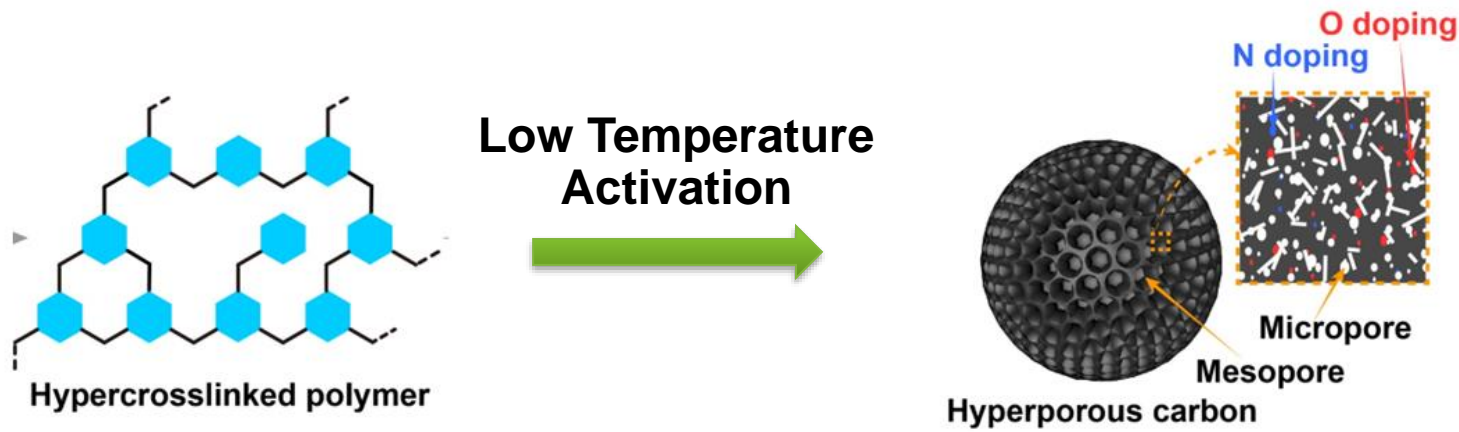 Hypercrosslinked polymer
Low Temperature
Activation
O doping
N doping
Micropore
Mesopore
Hyperporous carbon